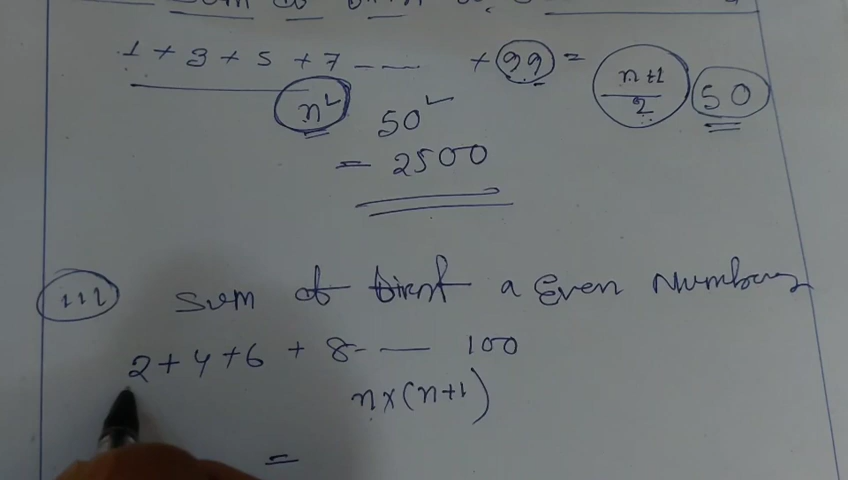 1 + 3 + 5 + 7 - — — + 99 =
n+1
2
50
n² 50²
= 2500
iii Sum of first n Even Numbers
2 + 4 + 6 + 8 - — 100
n×(n+1)
=